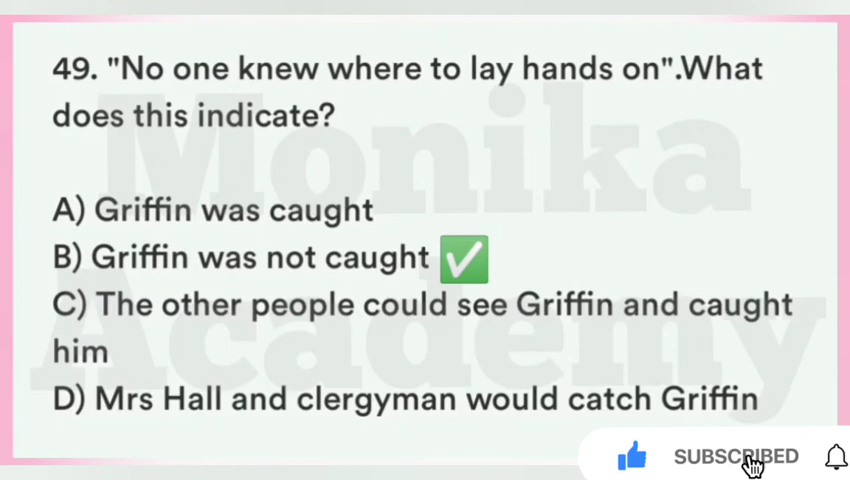 49. "No one knew where to lay hands on".What
does this indicate?
A) Griffin was caught
B) Griffin was not caught ✅
C) The other people could see Griffin and caught
him
D) Mrs Hall and clergyman would catch Griffin
Monika
Academy
SUBSCRIBED